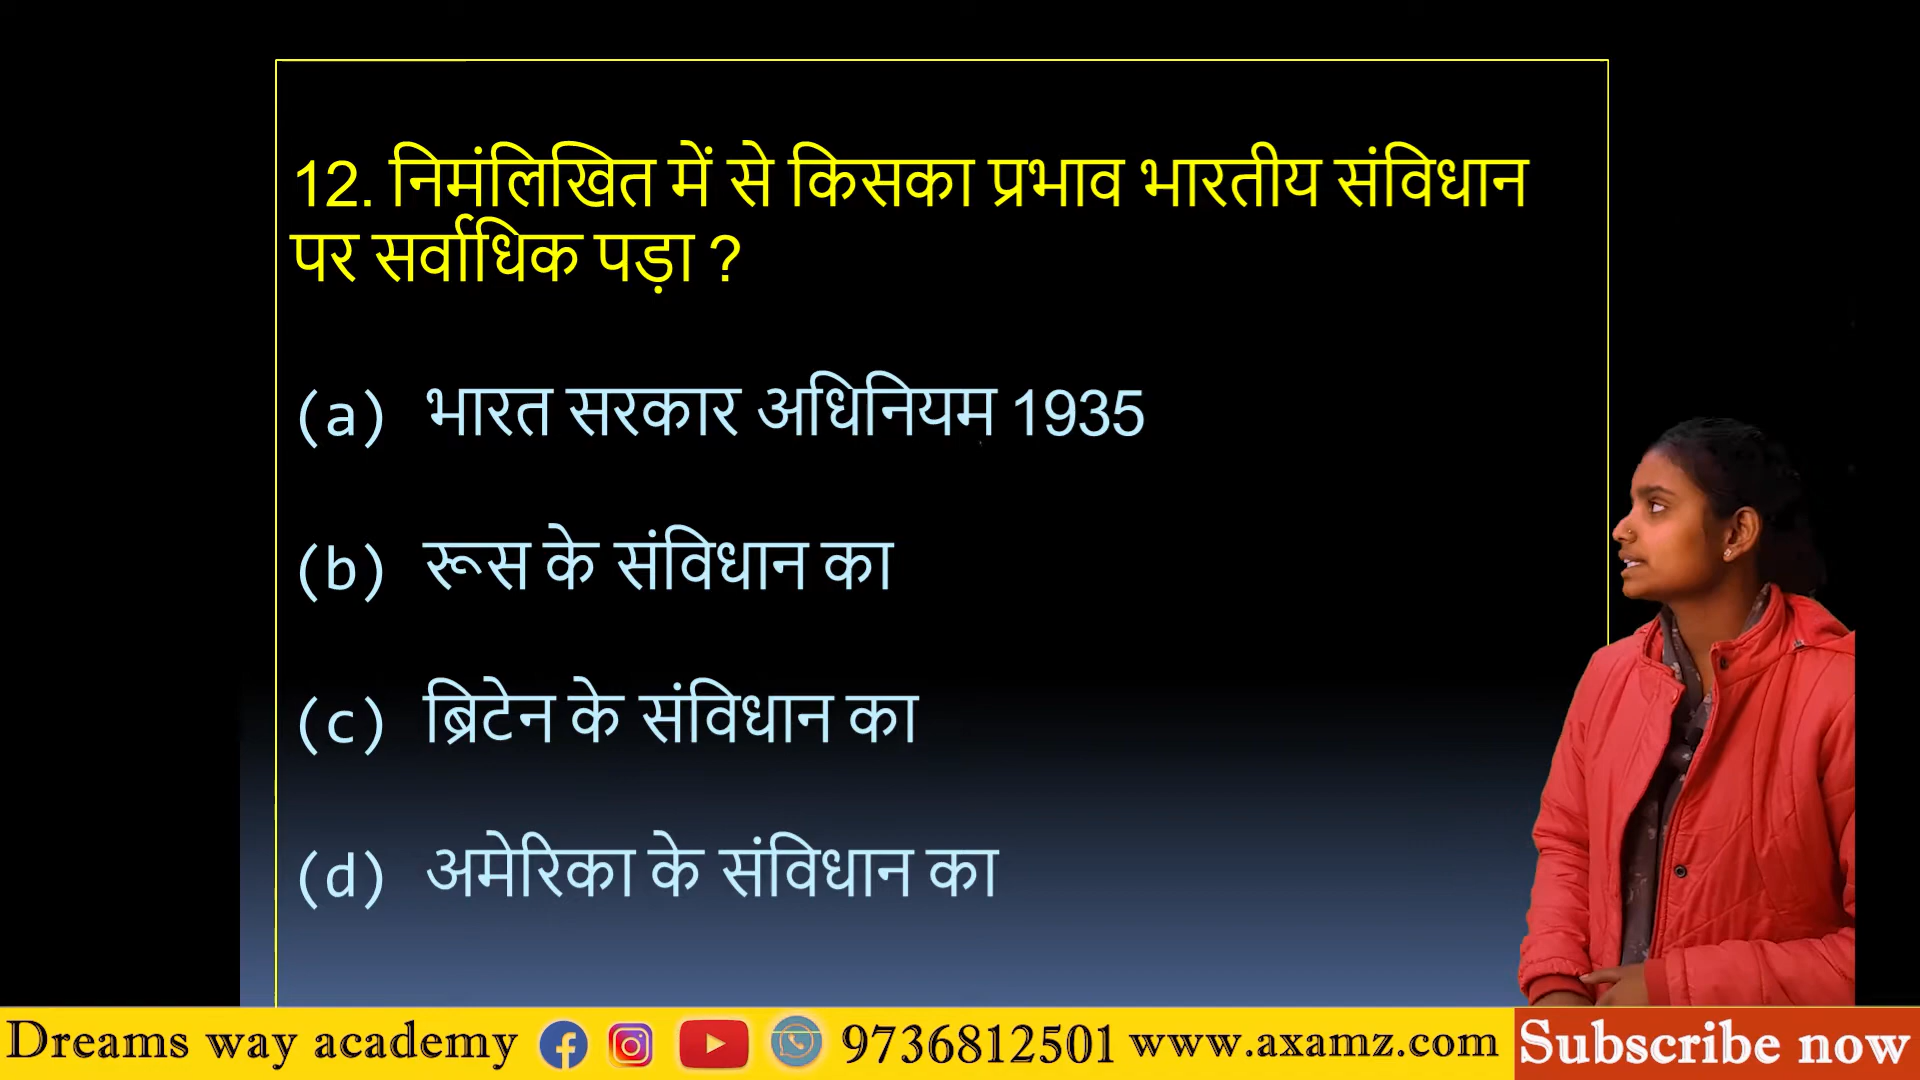 12. निमंलिखित में से किसका प्रभाव भारतीय संविधान
पर सर्वाधिक पड़ा ?
(a) भारत सरकार अधिनियम 1935
(b) रूस के संविधान का
(c) ब्रिटेन के संविधान का
(d) अमेरिका के संविधान का
Dreams way academy 9736812501 www.axamz.com Subscribe now